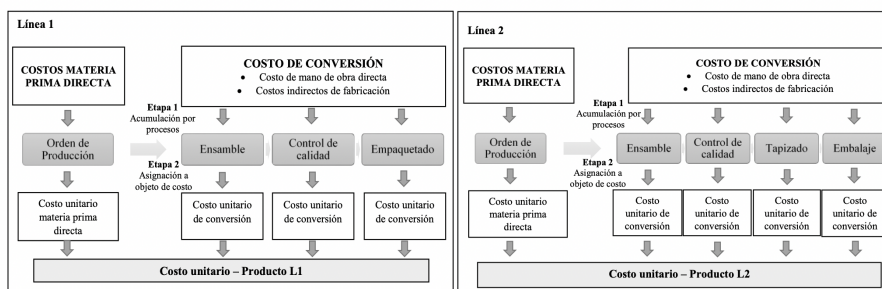 Línea 1
COSTOS MATERIA
PRIMA DIRECTA
COSTO DE CONVERSIÓN
• Costo de mano de obra directa
• Costos indirectos de fabricación
Etapa 1
Acumulación por
procesos
Orden de
Producción
Ensamble
Control de
calidad
Empaquetado
Etapa 2
Asignación a
objeto de costo
Costo unitario
materia prima
directa
Costo unitario
de conversión
Costo unitario
de conversión
Costo unitario
de conversión
Costo unitario – Producto L1
Línea 2
COSTOS MATERIA
PRIMA DIRECTA
COSTO DE CONVERSIÓN
• Costo de mano de obra directa
• Costos indirectos de fabricación
Etapa 1
Acumulación por
procesos
Orden de
Producción
Ensamble
Control de
calidad
Tapizado
Embalaje
Etapa 2
Asignación a
objeto de costo
Costo unitario
materia prima
directa
Costo
unitario de
conversión
Costo
unitario de
conversión
Costo
unitario de
conversión
Costo
unitario de
conversión
Costo unitario – Producto L2